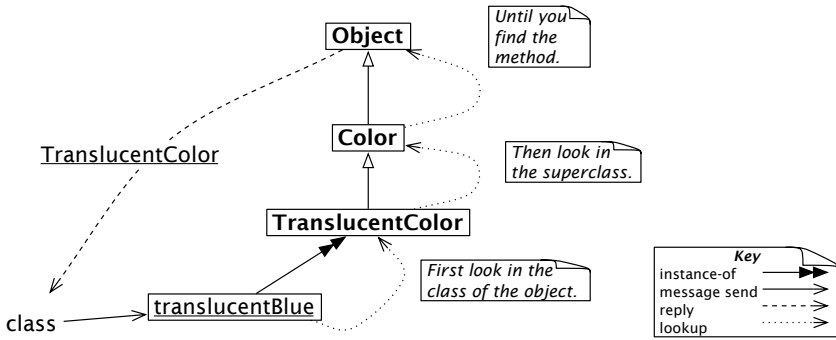 Object
Until you
find the
method.
Color
TranslucentColor
Then look in
the superclass.
TranslucentColor
First look in the
class of the object.
translucentBlue
class
Key
instance-of
message send
reply
lookup